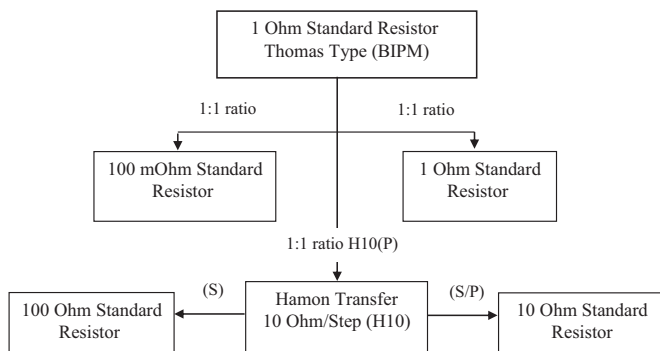 1 Ohm Standard Resistor
Thomas Type (BIPM)
1:1 ratio
1:1 ratio
100 mOhm Standard
Resistor
1 Ohm Standard
Resistor
1:1 ratio H10(P)
(S)
(S/P)
100 Ohm Standard
Resistor
Hamon Transfer
10 Ohm/Step (H10)
10 Ohm Standard
Resistor